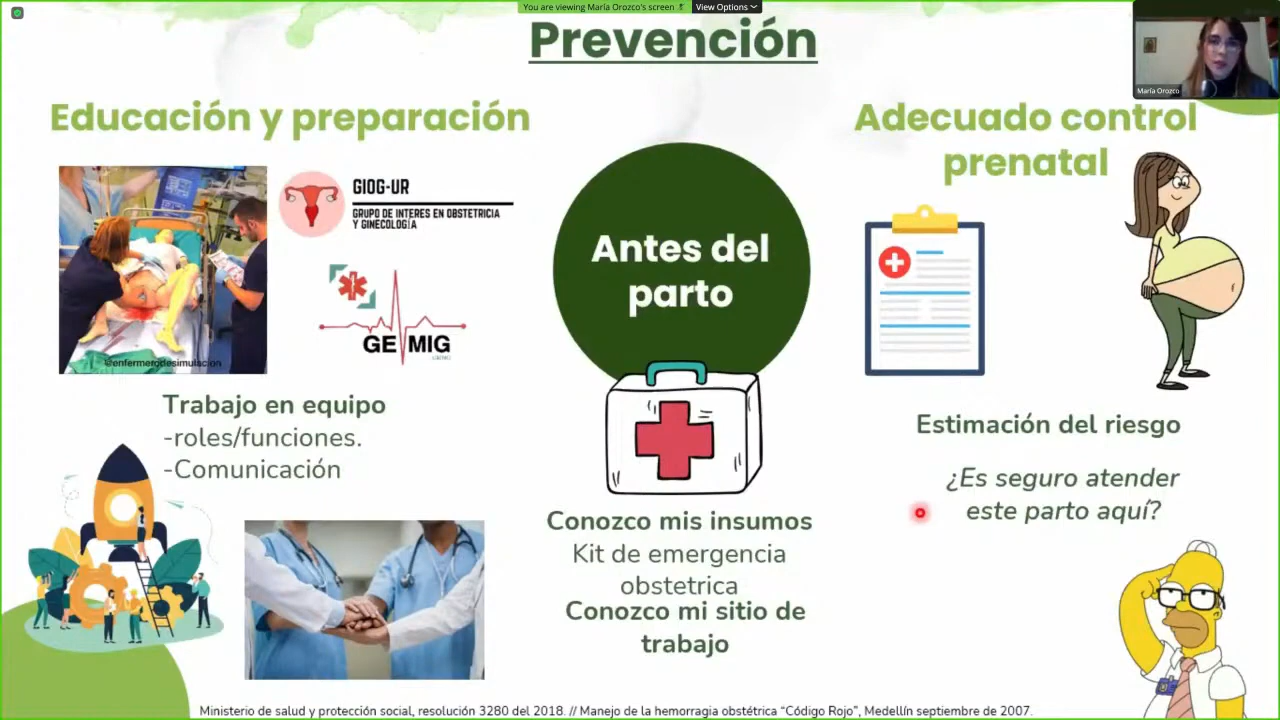 You are viewing María Orozco's screen
View Options
María Orozco
Prevención
Educación y preparación
GIOG-UR
GRUPO DE INTERES EN OBSTETRICIA
Y GINECOLOGÍA
GEMIG
@enfermerodesimulacion
Trabajo en equipo
-roles/funciones.
-Comunicación
Antes del
parto
Conozco mis insumos
Kit de emergencia
obstetrica
Conozco mi sitio de
trabajo
Adecuado control
prenatal
Estimación del riesgo
¿Es seguro atender
este parto aquí?
Ministerio de salud y protección social, resolución 3280 del 2018. // Manejo de la hemorragia obstétrica “Código Rojo”, Medellín septiembre de 2007.